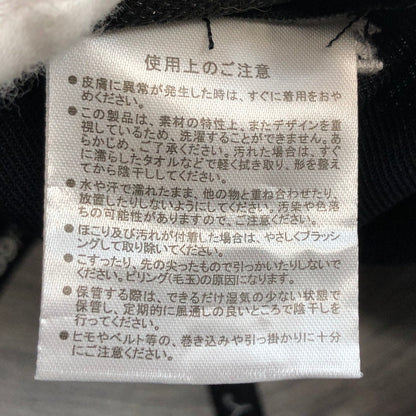 使用上のご注意
●皮膚に異常が発生した時は、すぐに着用をおや
めください。
●この製品は、素材の特性上、またデザインを重
視しているため、洗濯することができません。あ
らかじめ、ご了承ください。汚れた場合は、す
ぐに濡らしたタオルなどで軽く拭取り、形を整え
てから陰干ししてください。
●水や汗で濡れたまま、他の物と重ね合わせたり、
放置したりしないようにしてください。汚染や色落
ちの可能性がありますので、ご注意ください。
●ほこり及び汚れが付着した場合は、やさしくブラッシ
ングして取り除いてください。
●こすったり、先の尖ったもので引っかいたりしないで
ください。ピリング(毛玉)の原因になります。
●保管する際は、できるだけ湿気の少ない状態で
保管し、定期的に風通しの良いところで陰干し
を行ってください。
●ヒモやベルト等の、巻き込みや引っ掛かりに十分
にご注意ください。